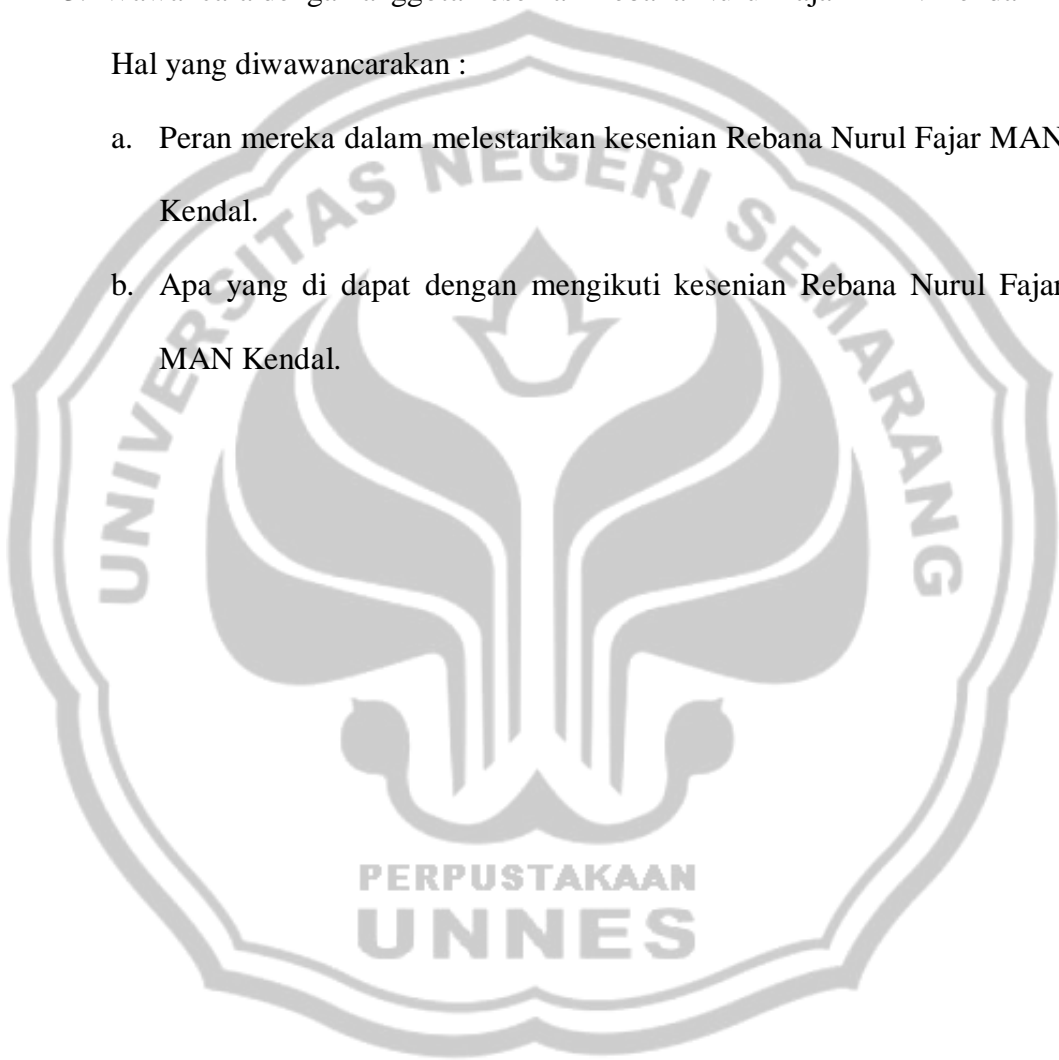 Hal yang diwawancarakan :
a. Peran mereka dalam melestarikan kesenian Rebana Nurul Fajar MAN
Kendal.
b. Apa yang di dapat dengan mengikuti kesenian Rebana Nurul Fajar
MAN Kendal.
UNIVERSITAS NEGERI SEMARANG
PERPUSTAKAAN
UNNES